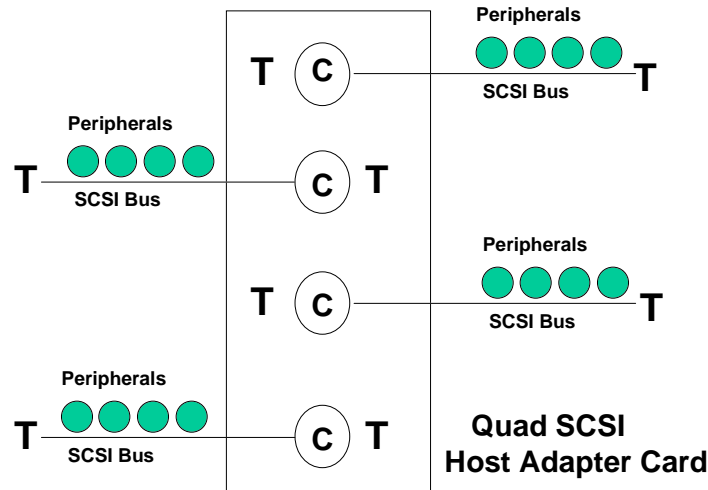 Peripherals
T
C
T
SCSI Bus
Peripherals
T
C
T
SCSI Bus
Peripherals
T
C
T
SCSI Bus
Peripherals
T
C
T
SCSI Bus
Quad SCSI
Host Adapter Card